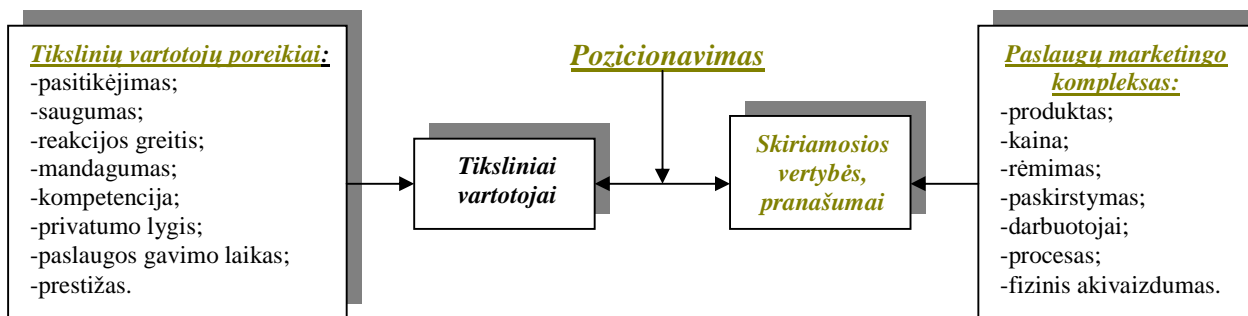 Tikslinių vartotojų poreikiai:
-pasitikėjimas;
-saugumas;
-reakcijos greitis;
-mandagumas;
-kompetencija;
-privatumo lygis;
-paslaugos gavimo laikas;
-prestižas.
Tiksliniai
vartotojai
Pozicionavimas
Skiriamosios
vertybės,
pranašumai
Paslaugų marketingo
kompleksas:
-produktas;
-kaina;
-rėmimas;
-paskirstymas;
-darbuotojai;
-procesas;
-fizinis akivaizdumas.